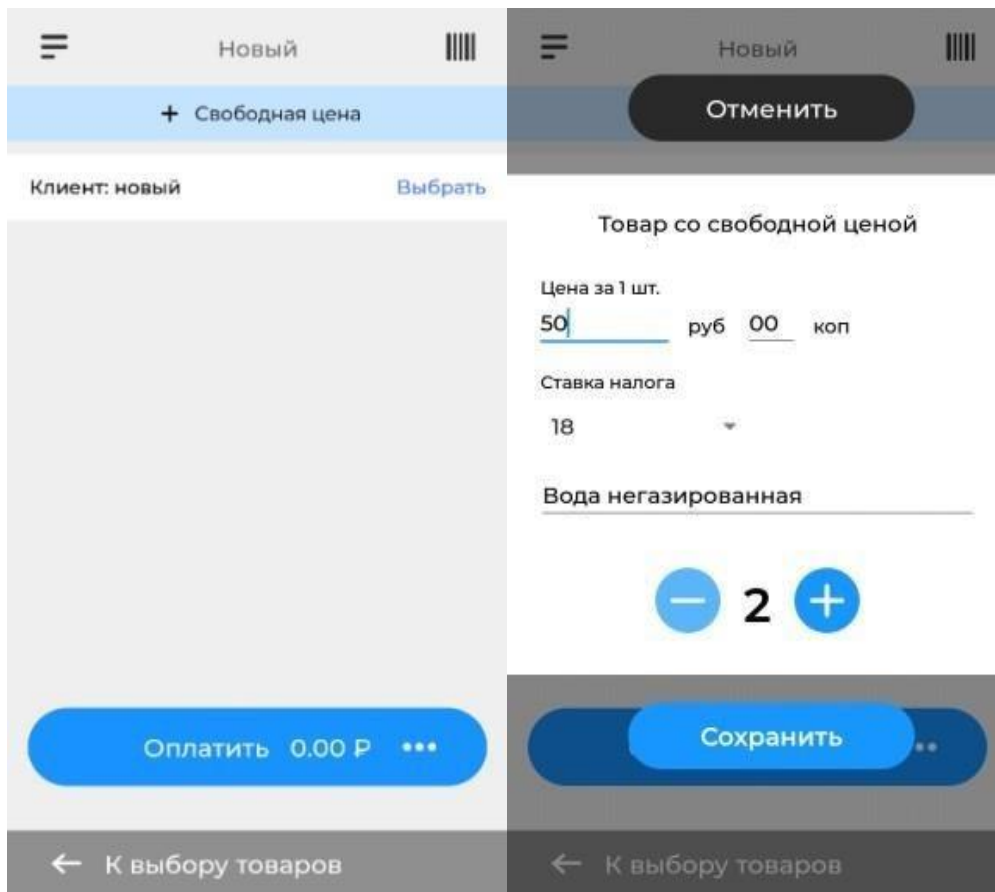 Новый
+ Свободная цена
Клиент: новый Выбрать
Оплатить 0.00 ₽ •••
← К выбору товаров
Новый
Отменить
Товар со свободной ценой
Цена за 1 шт.
50 руб 00 коп
Ставка налога
18
Вода негазированная
2
Сохранить
← К выбору товаров